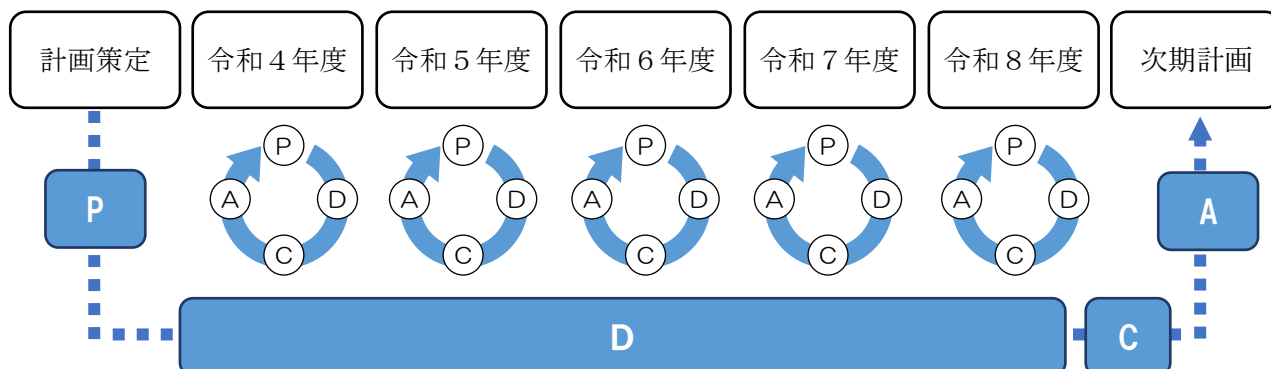 計画策定 令和４年度 令和５年度 令和６年度 令和７年度 令和８年度 次期計画
P P P P P
P A D A D A D A D A D A
C C C C C
D C